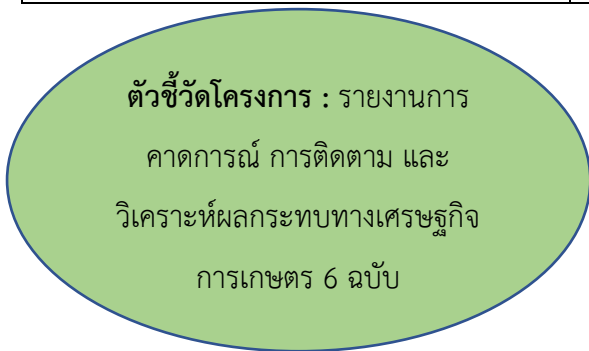 ตัวชี้วัดโครงการ : รายงานการ
คาดการณ์ การติดตาม และ
วิเคราะห์ผลกระทบทางเศรษฐกิจ
การเกษตร 6 ฉบับ